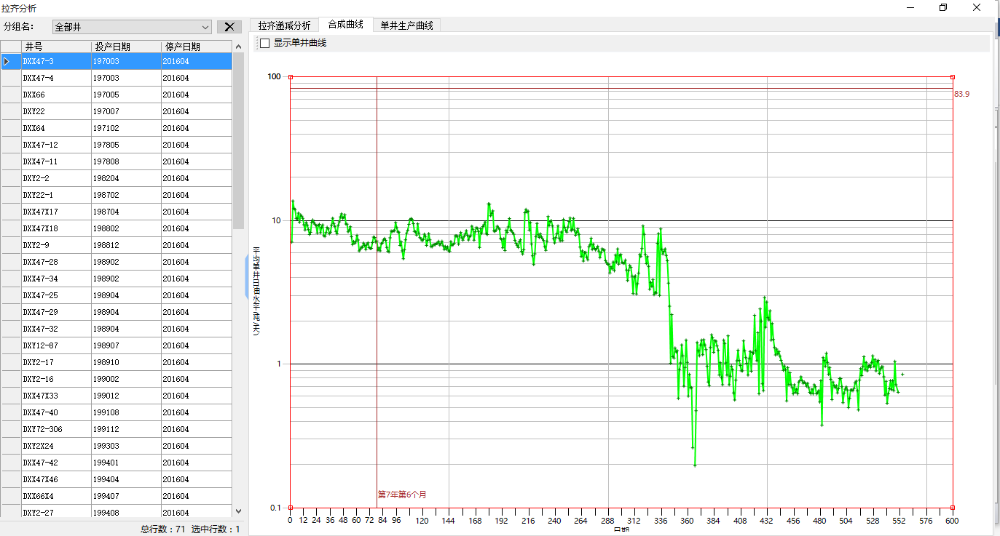 拉齐分析
分组名： 全部井
拉齐递减分析 合成曲线 单井生产曲线
显示单井曲线
井号 投产日期 停产日期
DXX47-3 197003 201604
DXX47-4 197003 201604
DXX66 197005 201604
DXY22 197007 201604
DXX64 197102 201604
DXX47-12 197805 201604
DXX47-11 197808 201604
DXY2-2 198204 201604
DXY22-1 198702 201604
DXX47X17 198704 201604
DXX47X18 198802 201604
DXY2-9 198812 201604
DXX47-28 198902 201604
DXX47-34 198902 201604
DXX47-25 198904 201604
DXX47-29 198904 201604
DXX47-32 198904 201604
DXY12-87 198907 201604
DXY2-17 198910 201604
DXY2-16 199002 201604
DXX47X33 199012 201604
DXX47-40 199108 201604
DXY72-306 199112 201604
DXY2X24 199303 201604
DXX47-42 199401 201604
DXX47X46 199404 201604
DXX66X4 199407 201604
DXY2-27 199408 201604
总行数：71 选中行数：1
100
83.9
10
平均单井日油水平(吨/天)
1
第7年第6个月
0.1
0 12 24 36 48 60 72 84 96 120 144 168 192 216 240 264 288 312 336 360 384 408 432 456 480 504 528 552 576 600
日期